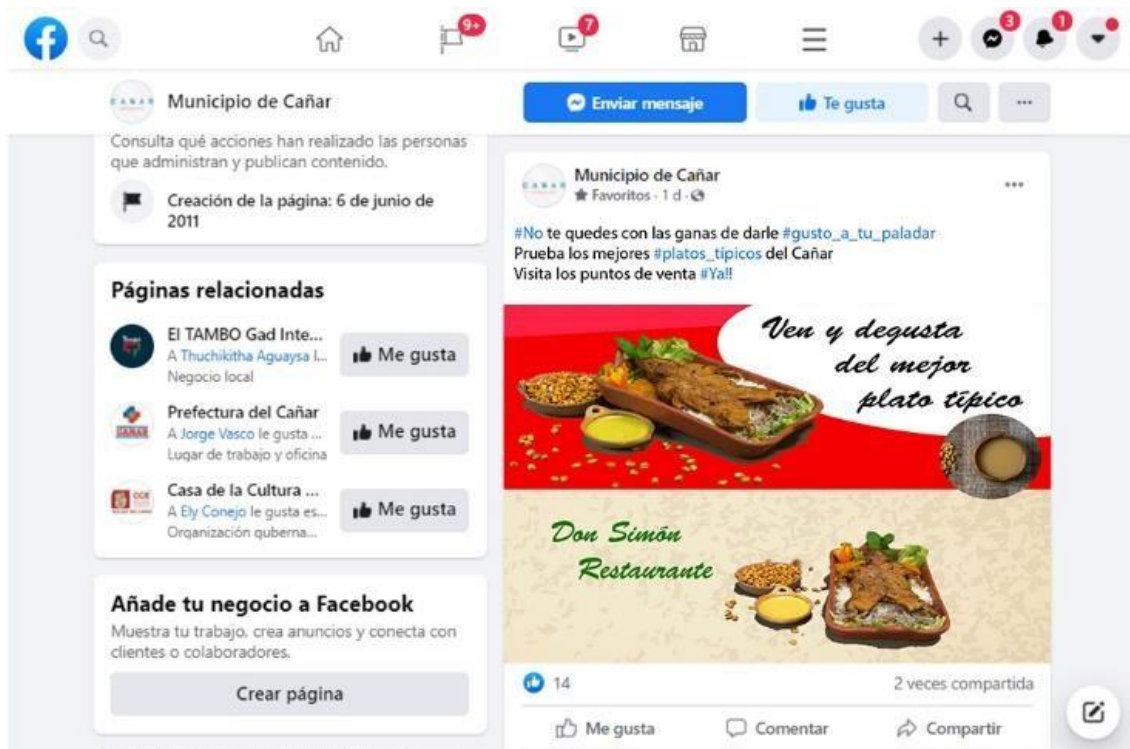 9+
7
3
1
CAÑAR
Municipio de Cañar
Enviar mensaje
Te gusta
Consulta qué acciones han realizado las personas
que administran y publican contenido.
Creación de la página: 6 de junio de
2011
Páginas relacionadas
El TAMBO Gad Inte...
A Thuchikitha Aguaysa l...
Negocio local
Me gusta
Prefectura del Cañar
A Jorge Vasco le gusta ...
Lugar de trabajo y oficina
Me gusta
Casa de la Cultura ...
A Ely Conejo le gusta es...
Organización guberna...
Me gusta
Añade tu negocio a Facebook
Muestra tu trabajo, crea anuncios y conecta con
clientes o colaboradores.
Crear página
CAÑAR
Municipio de Cañar
Favoritos · 1 d ·
#No te quedes con las ganas de darle #gusto_a_tu_paladar
Prueba los mejores #platos_típicos del Cañar
Visita los puntos de venta #Ya!!
Ven y degusta
del mejor
plato típico
Don Simón
Restaurante
14
2 veces compartida
Me gusta
Comentar
Compartir